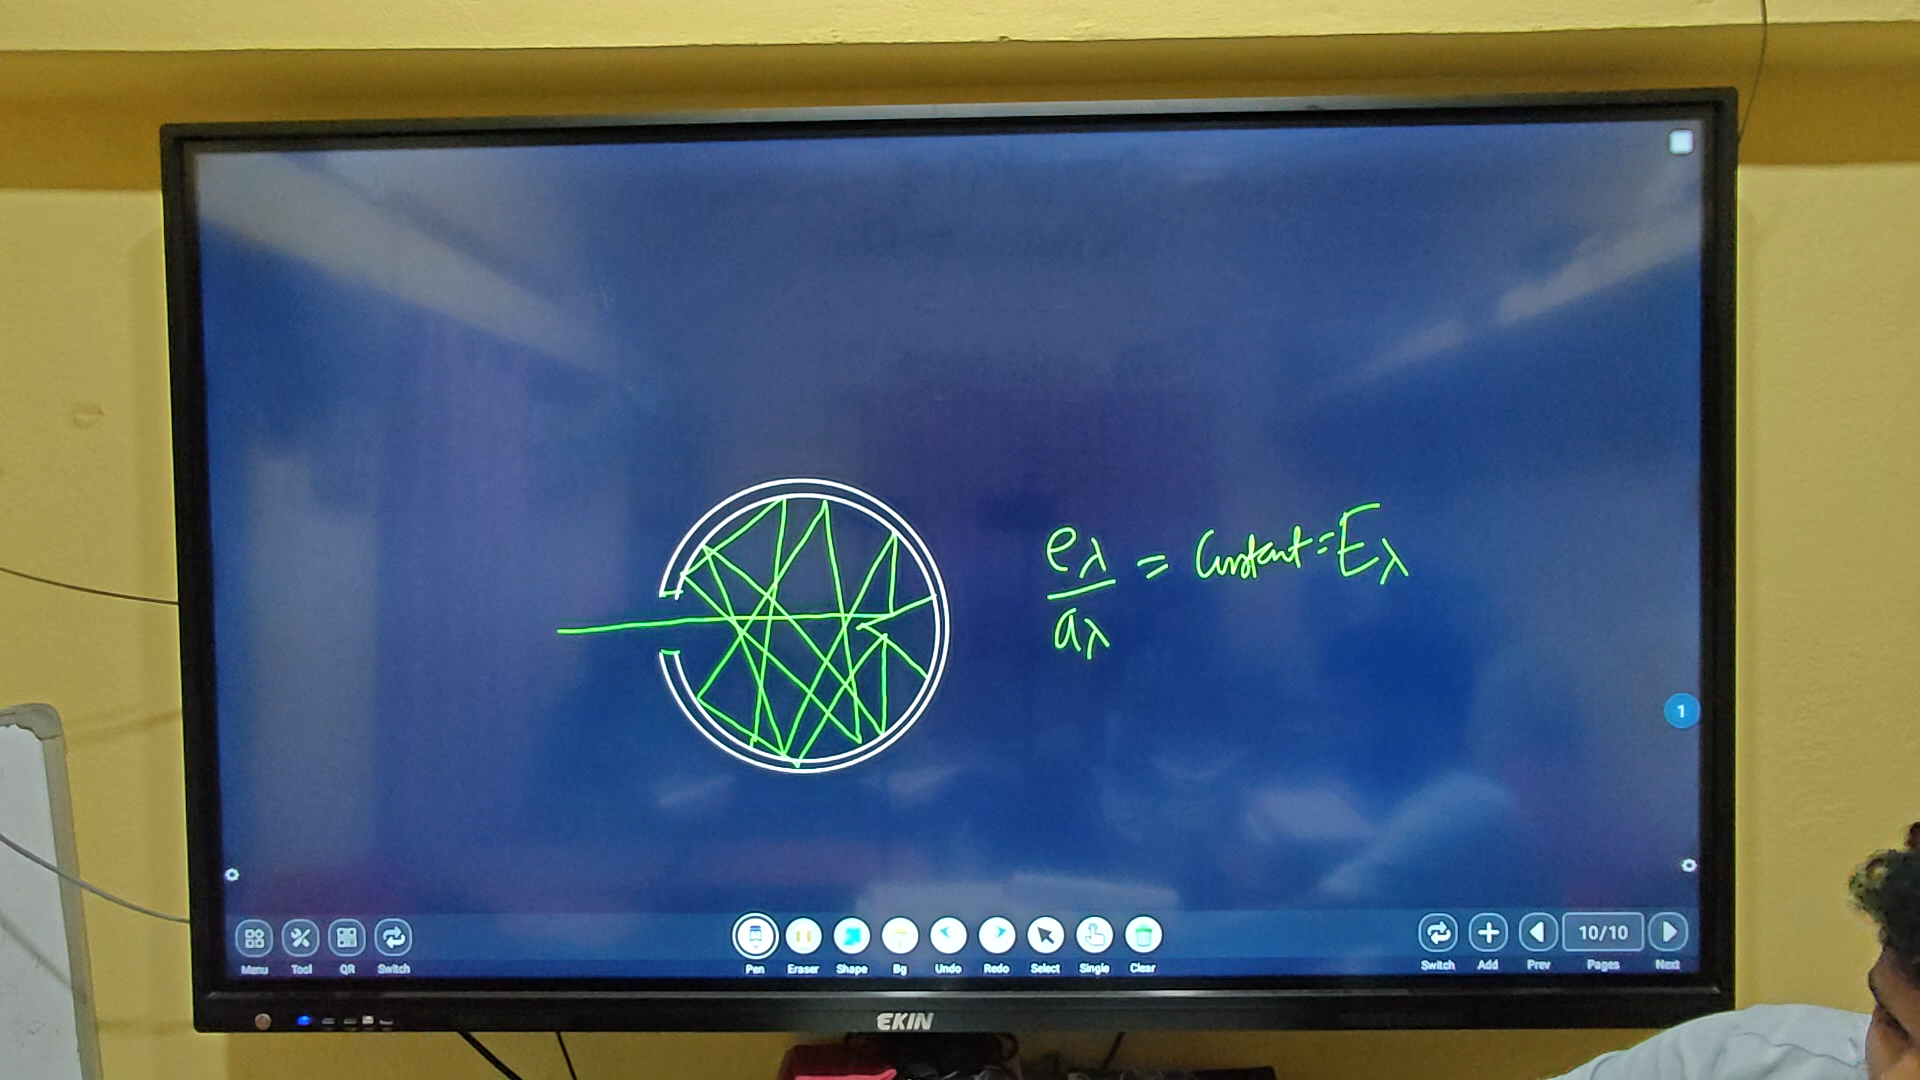 eλ/aλ = Constant = Eλ
1
Menu Tool QR Switch Pen Eraser Shape Bg Undo Redo Select Single Clear Switch Add Prev 10/10 Pages Next
EKIN